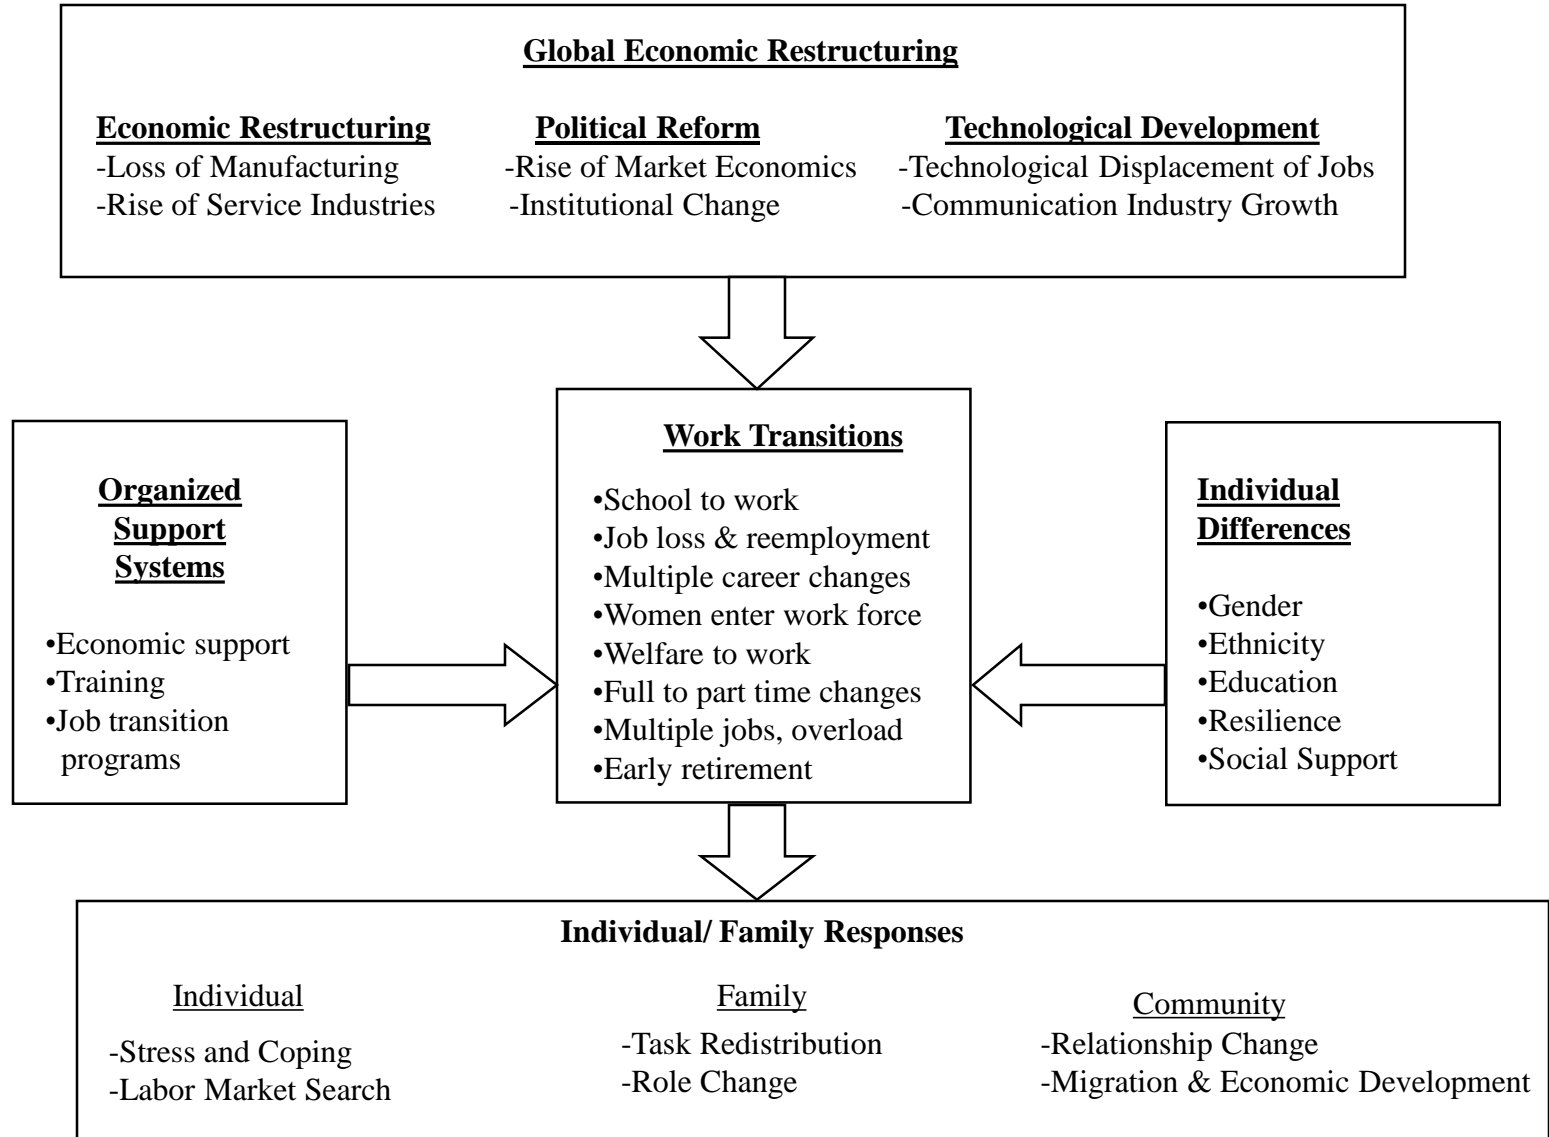 Global Economic Restructuring
Economic Restructuring
-Loss of Manufacturing
-Rise of Service Industries
Political Reform
-Rise of Market Economics
-Institutional Change
Technological Development
-Technological Displacement of Jobs
-Communication Industry Growth
Organized
Support
Systems
•Economic support
•Training
•Job transition
programs
Work Transitions
•School to work
•Job loss & reemployment
•Multiple career changes
•Women enter work force
•Welfare to work
•Full to part time changes
•Multiple jobs, overload
•Early retirement
Individual
Differences
•Gender
•Ethnicity
•Education
•Resilience
•Social Support
Individual/ Family Responses
Individual
-Stress and Coping
-Labor Market Search
Family
-Task Redistribution
-Role Change
Community
-Relationship Change
-Migration & Economic Development